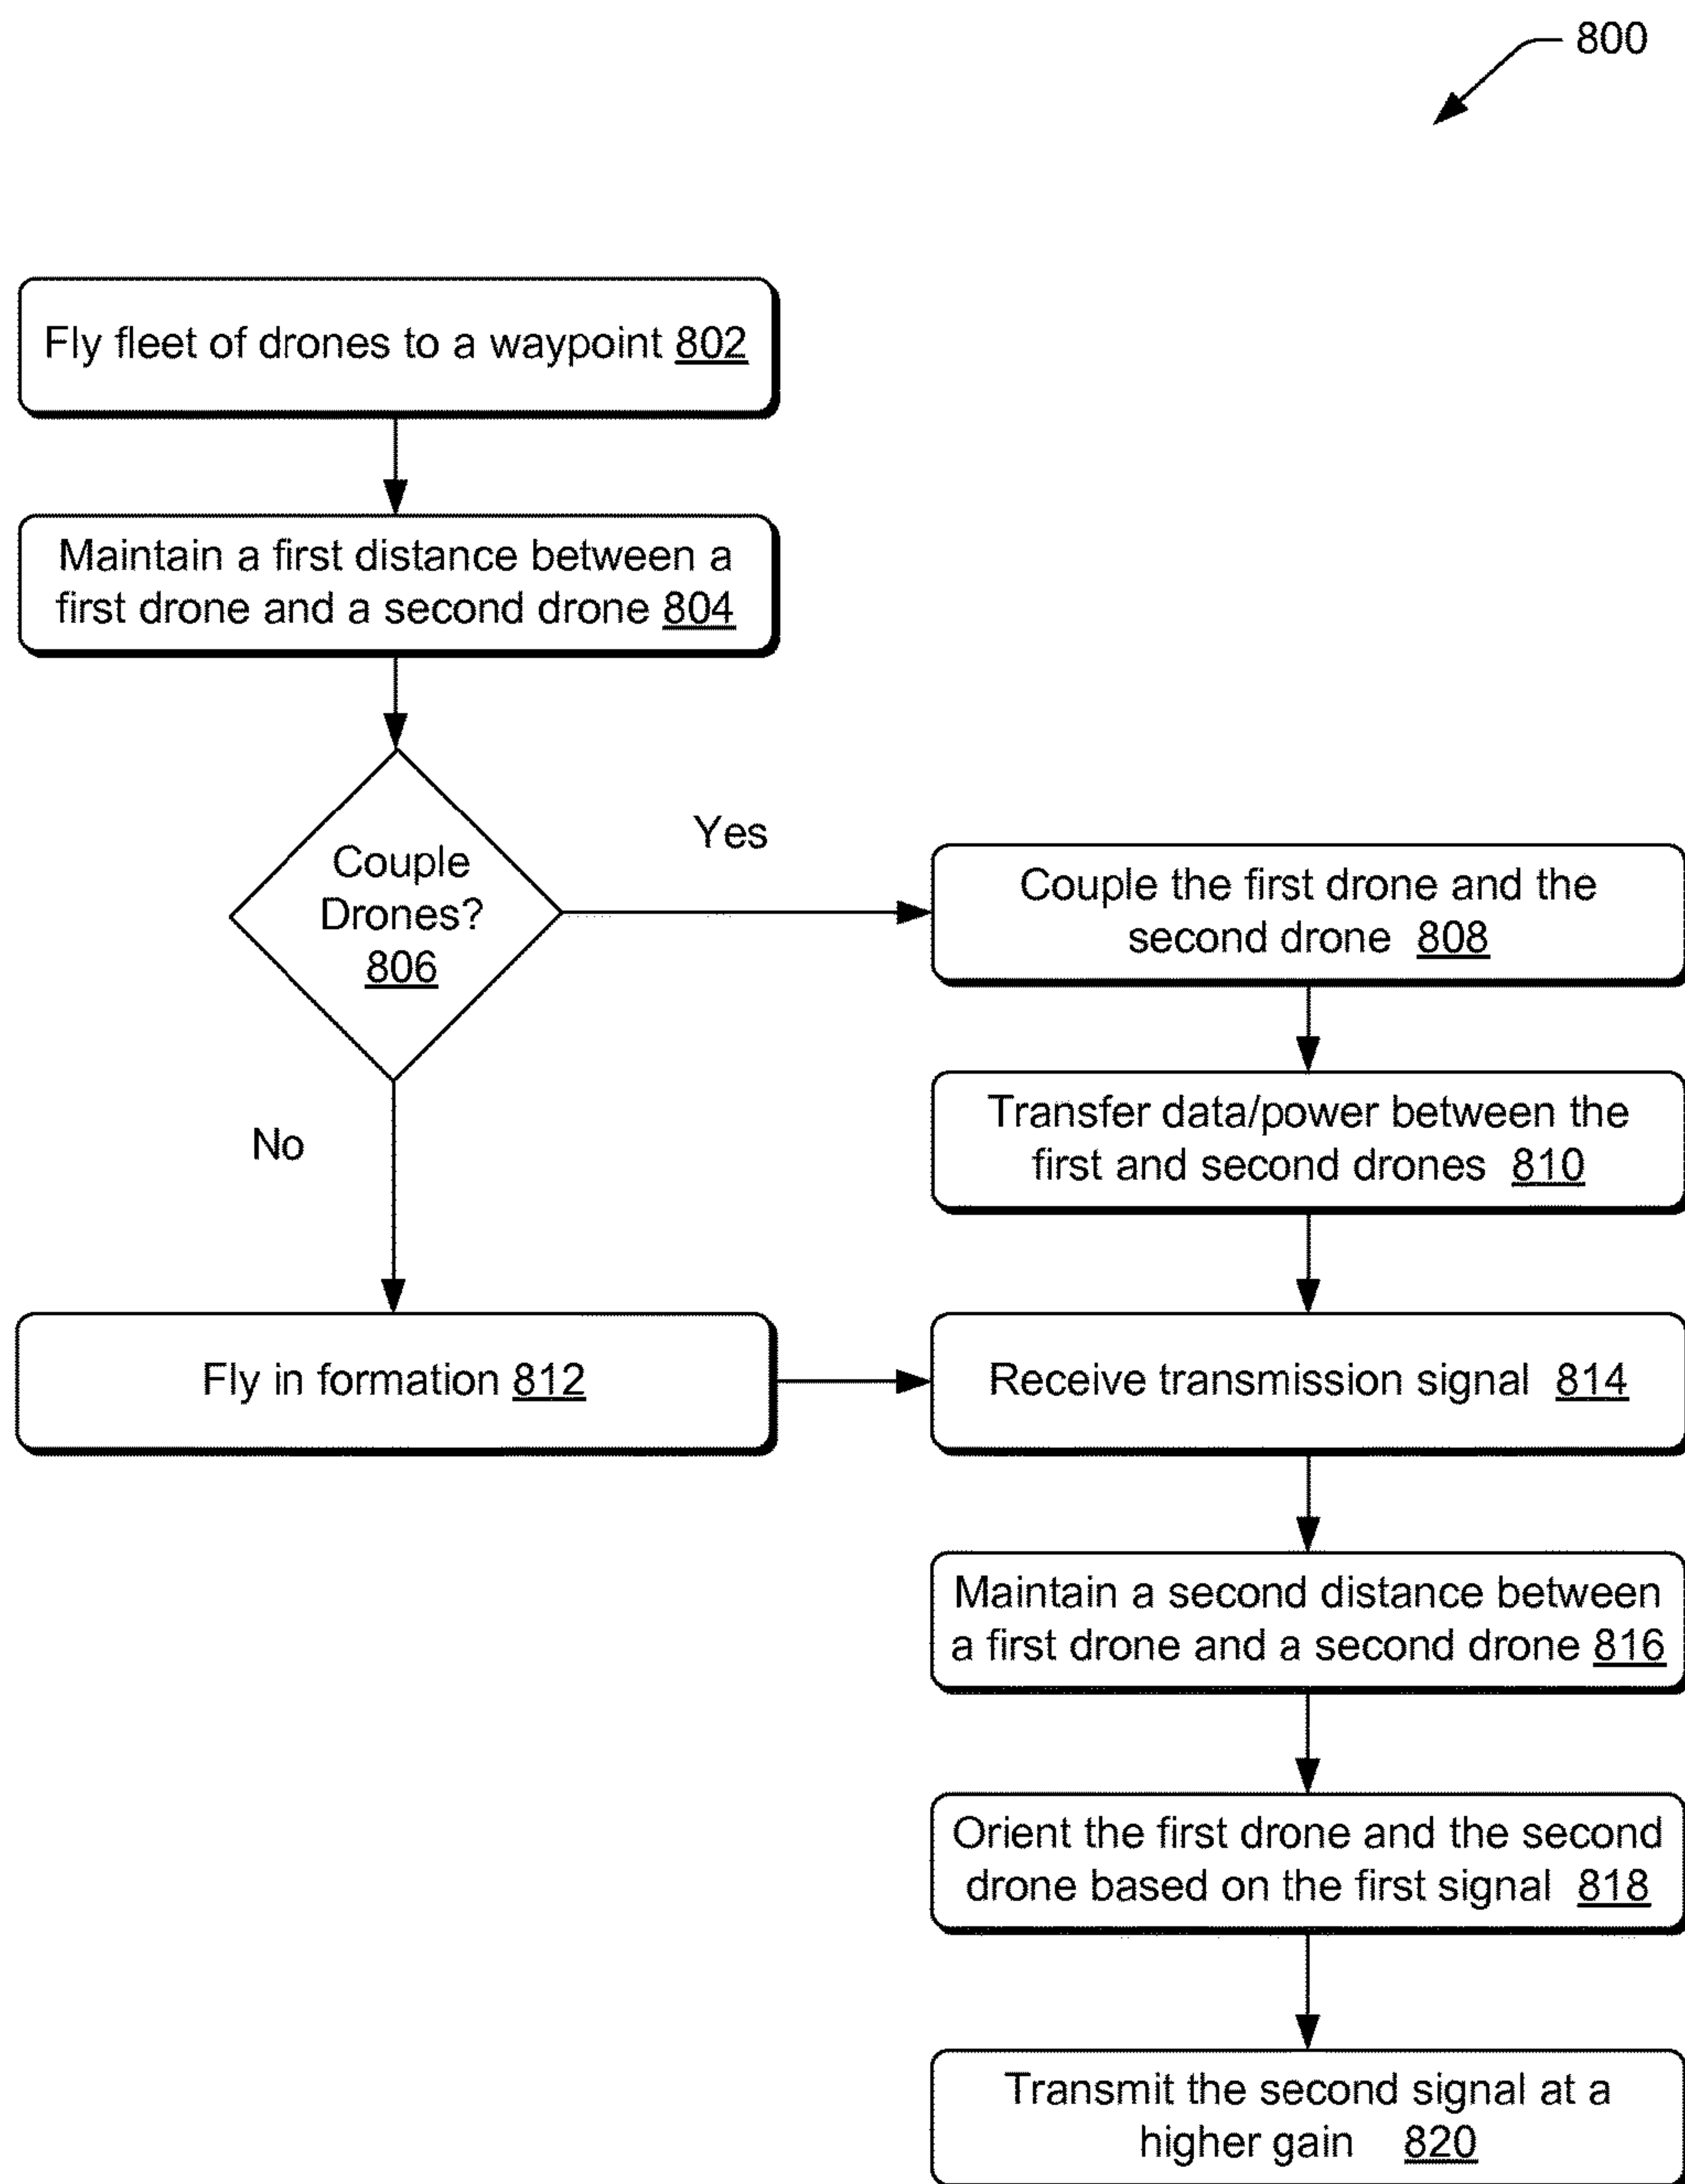 800
Fly fleet of drones to a waypoint 802
Maintain a first distance between a
first drone and a second drone 804
Couple
Drones?
806
Yes
No
Couple the first drone and the
second drone 808
Transfer data/power between the
first and second drones 810
Fly in formation 812
Receive transmission signal 814
Maintain a second distance between
a first drone and a second drone 816
Orient the first drone and the second
drone based on the first signal 818
Transmit the second signal at a
higher gain 820